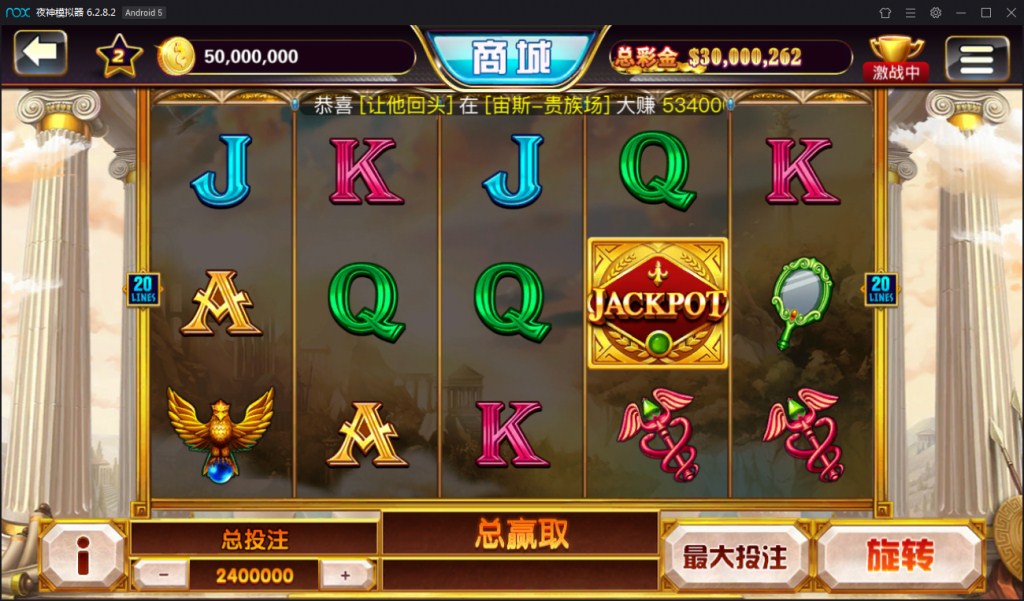 nox 夜神模拟器 6.2.8.2 Android 5
2 50,000,000 商城 总彩金 $30,000,262 激战中
恭喜 [让他回头] 在 [宙斯-贵族场] 大赚 53400
J K J Q K
20 LINES A Q Q JACKPOT 20 LINES
A K
i 总投注 总赢取 最大投注 旋转
- 2400000 +